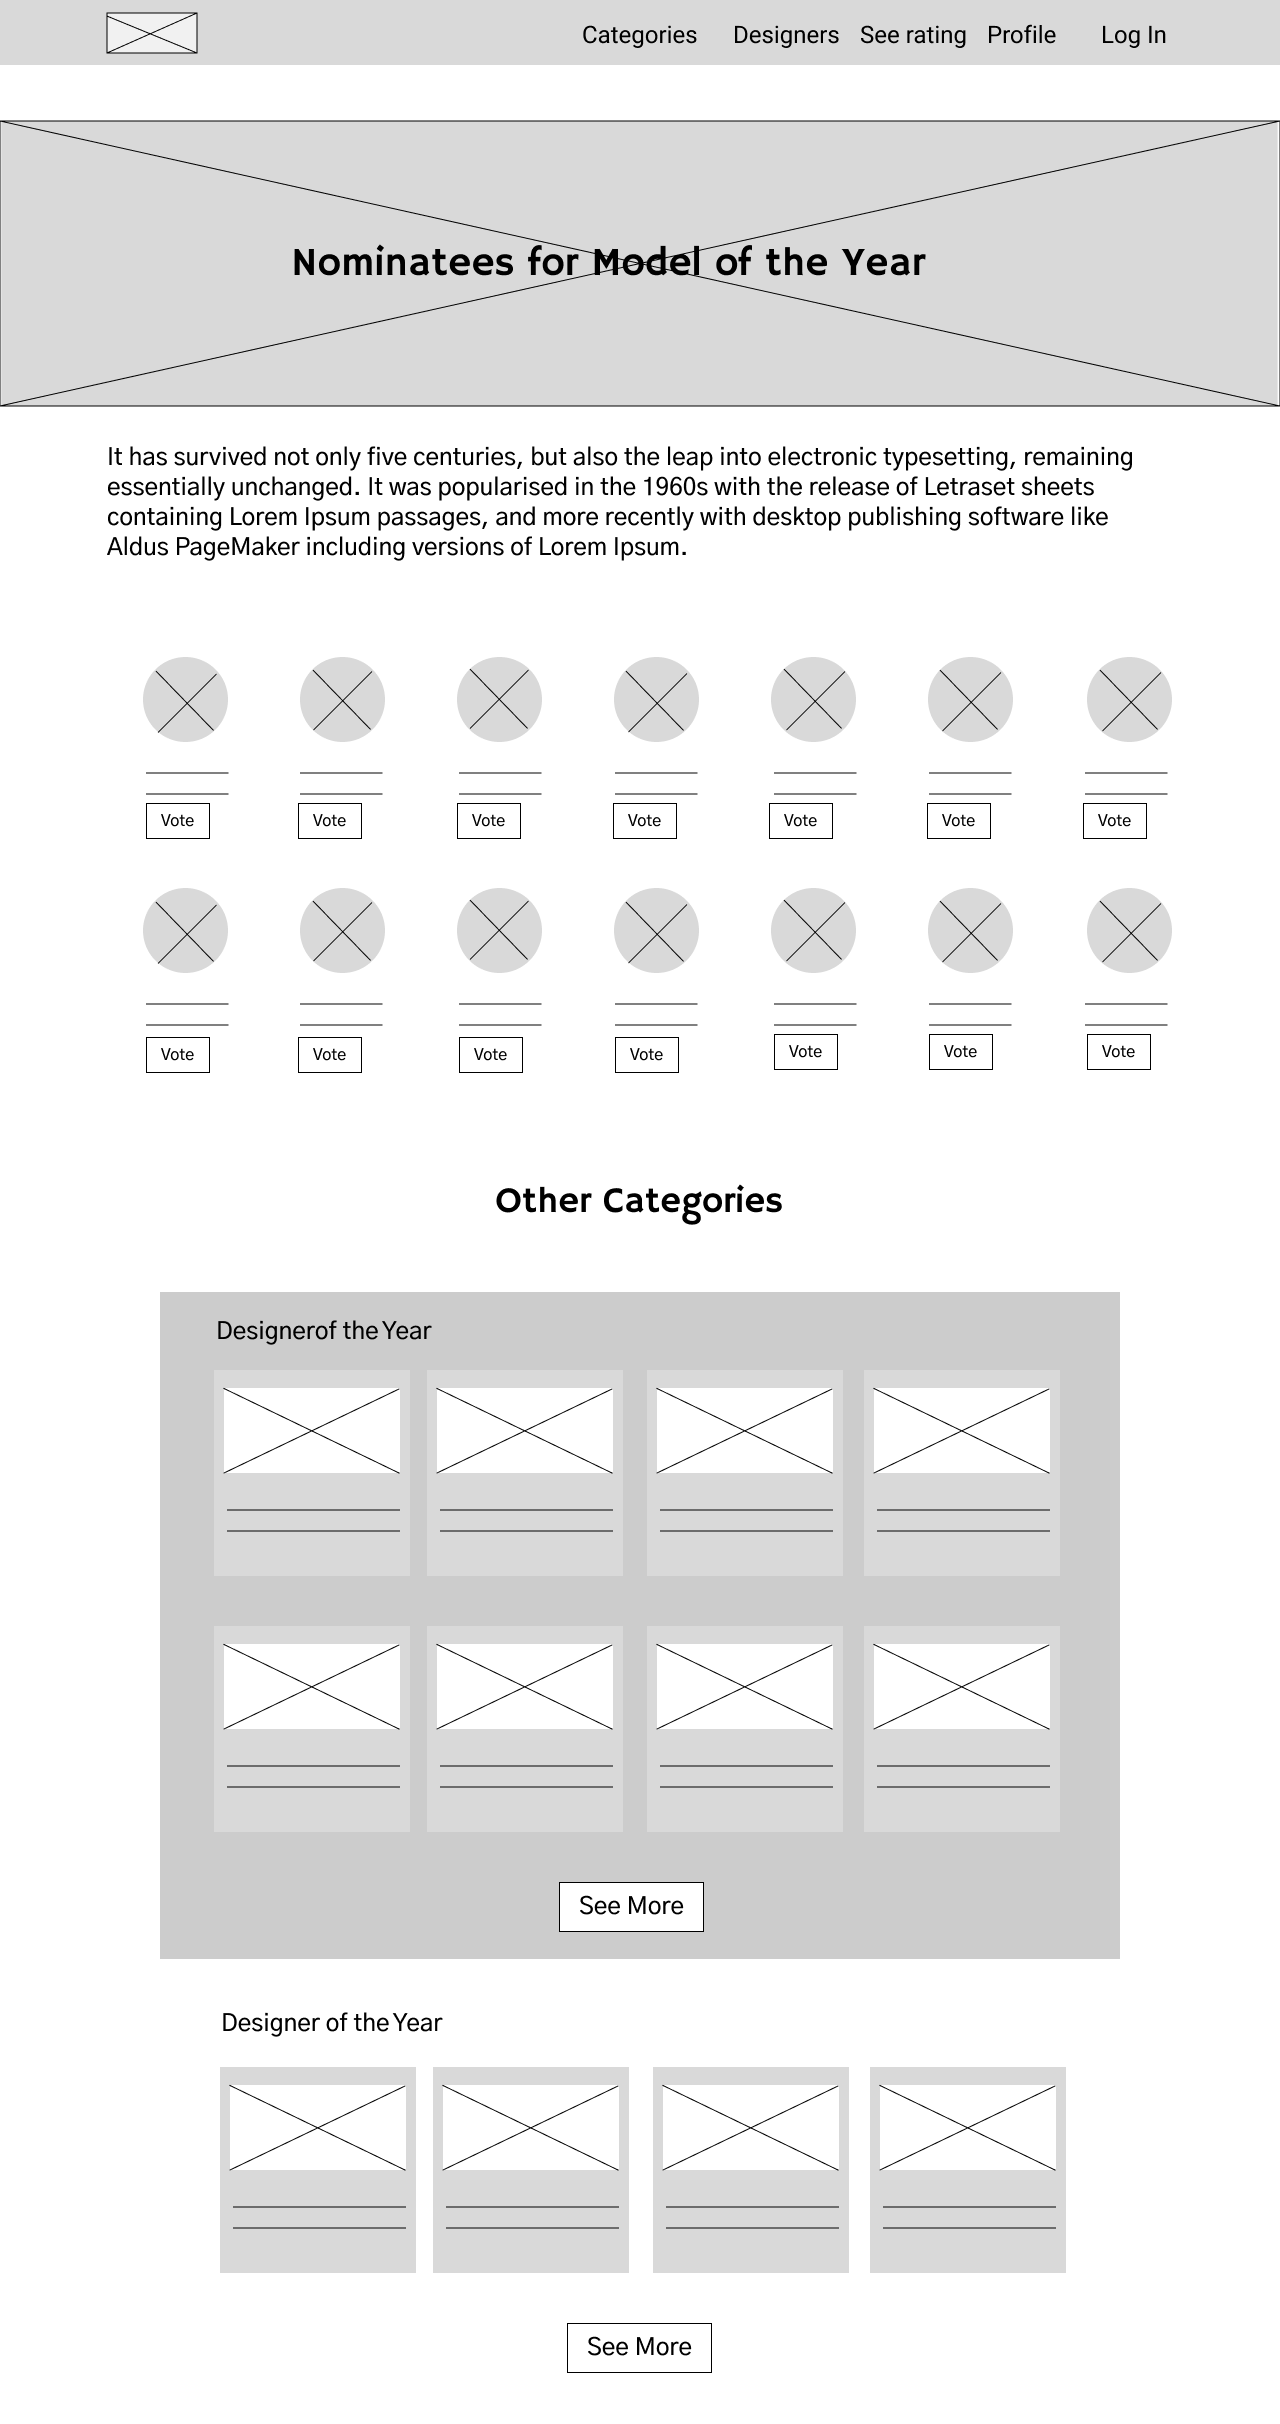 Categories Designers See rating Profile Log In
Nominatees for Model of the Year
It has survived not only five centuries, but also the leap into electronic typesetting, remaining
essentially unchanged. It was popularised in the 1960s with the release of Letraset sheets
containing Lorem Ipsum passages, and more recently with desktop publishing software like
Aldus PageMaker including versions of Lorem Ipsum.
Vote Vote Vote Vote Vote Vote Vote
Vote Vote Vote Vote Vote Vote Vote
Other Categories
Designerof the Year
See More
Designer of the Year
See More